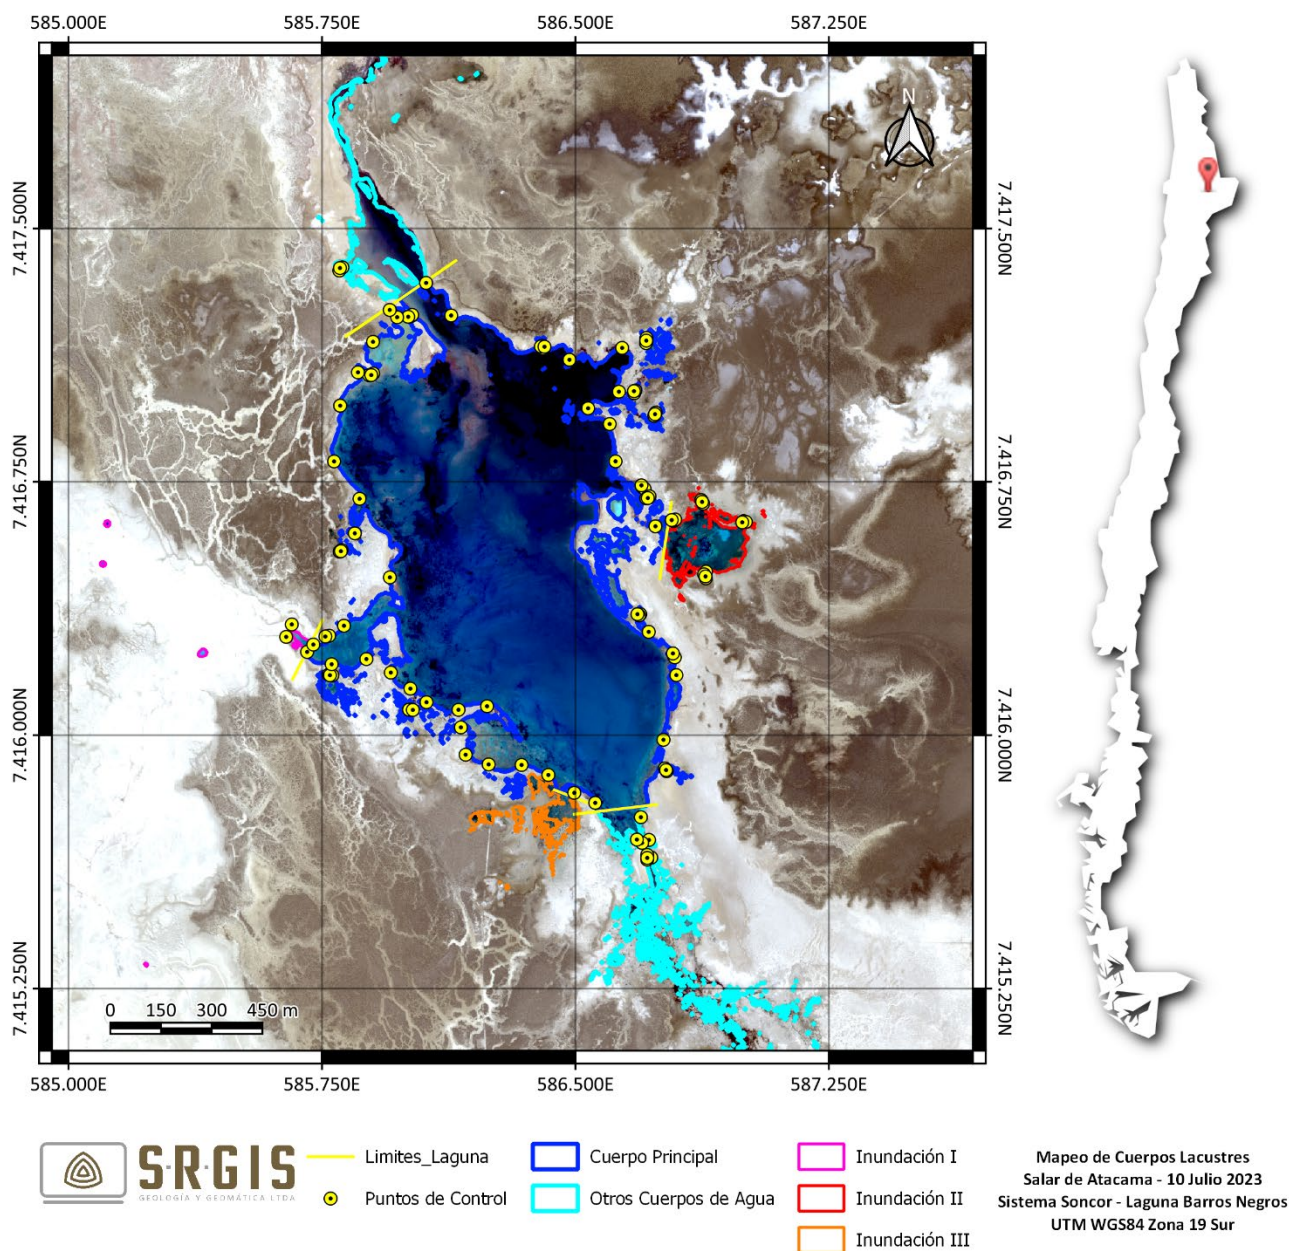 585.000E 585.750E 586.500E 587.250E
N
7.417.500N 7.417.500N
7.416.750N 7.416.750N
7.416.000N 7.416.000N
7.415.250N 7.415.250N
0 150 300 450 m
585.000E 585.750E 586.500E 587.250E
S·R·GIS
GEOLOGÍA Y GEOMÁTICA LTDA
Limites_Laguna
Puntos de Control
Cuerpo Principal
Otros Cuerpos de Agua
Inundación I
Inundación II
Inundación III
Mapeo de Cuerpos Lacustres
Salar de Atacama - 10 Julio 2023
Sistema Soncor - Laguna Barros Negros
UTM WGS84 Zona 19 Sur